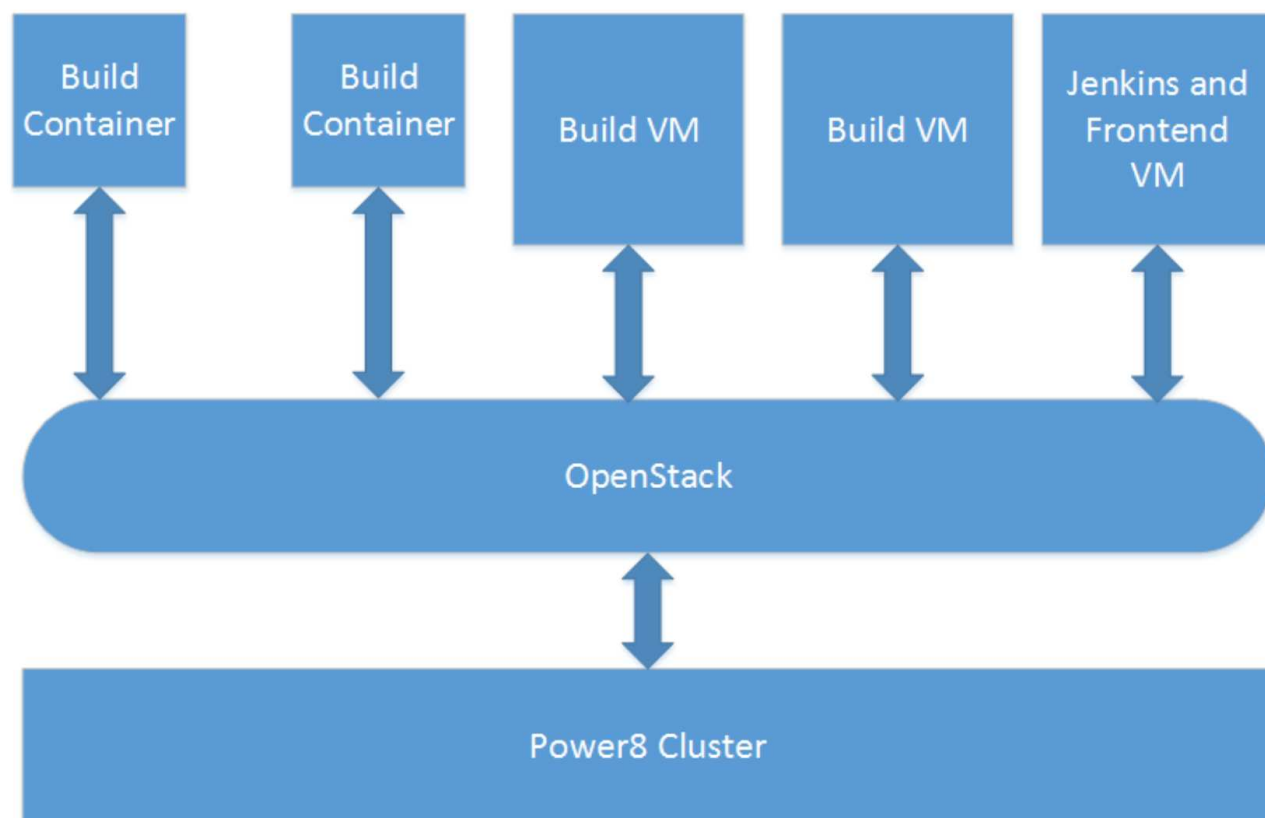 Build
Container
Build
Container
Build VM
Build VM
Jenkins and
Frontend
VM
OpenStack
Power8 Cluster